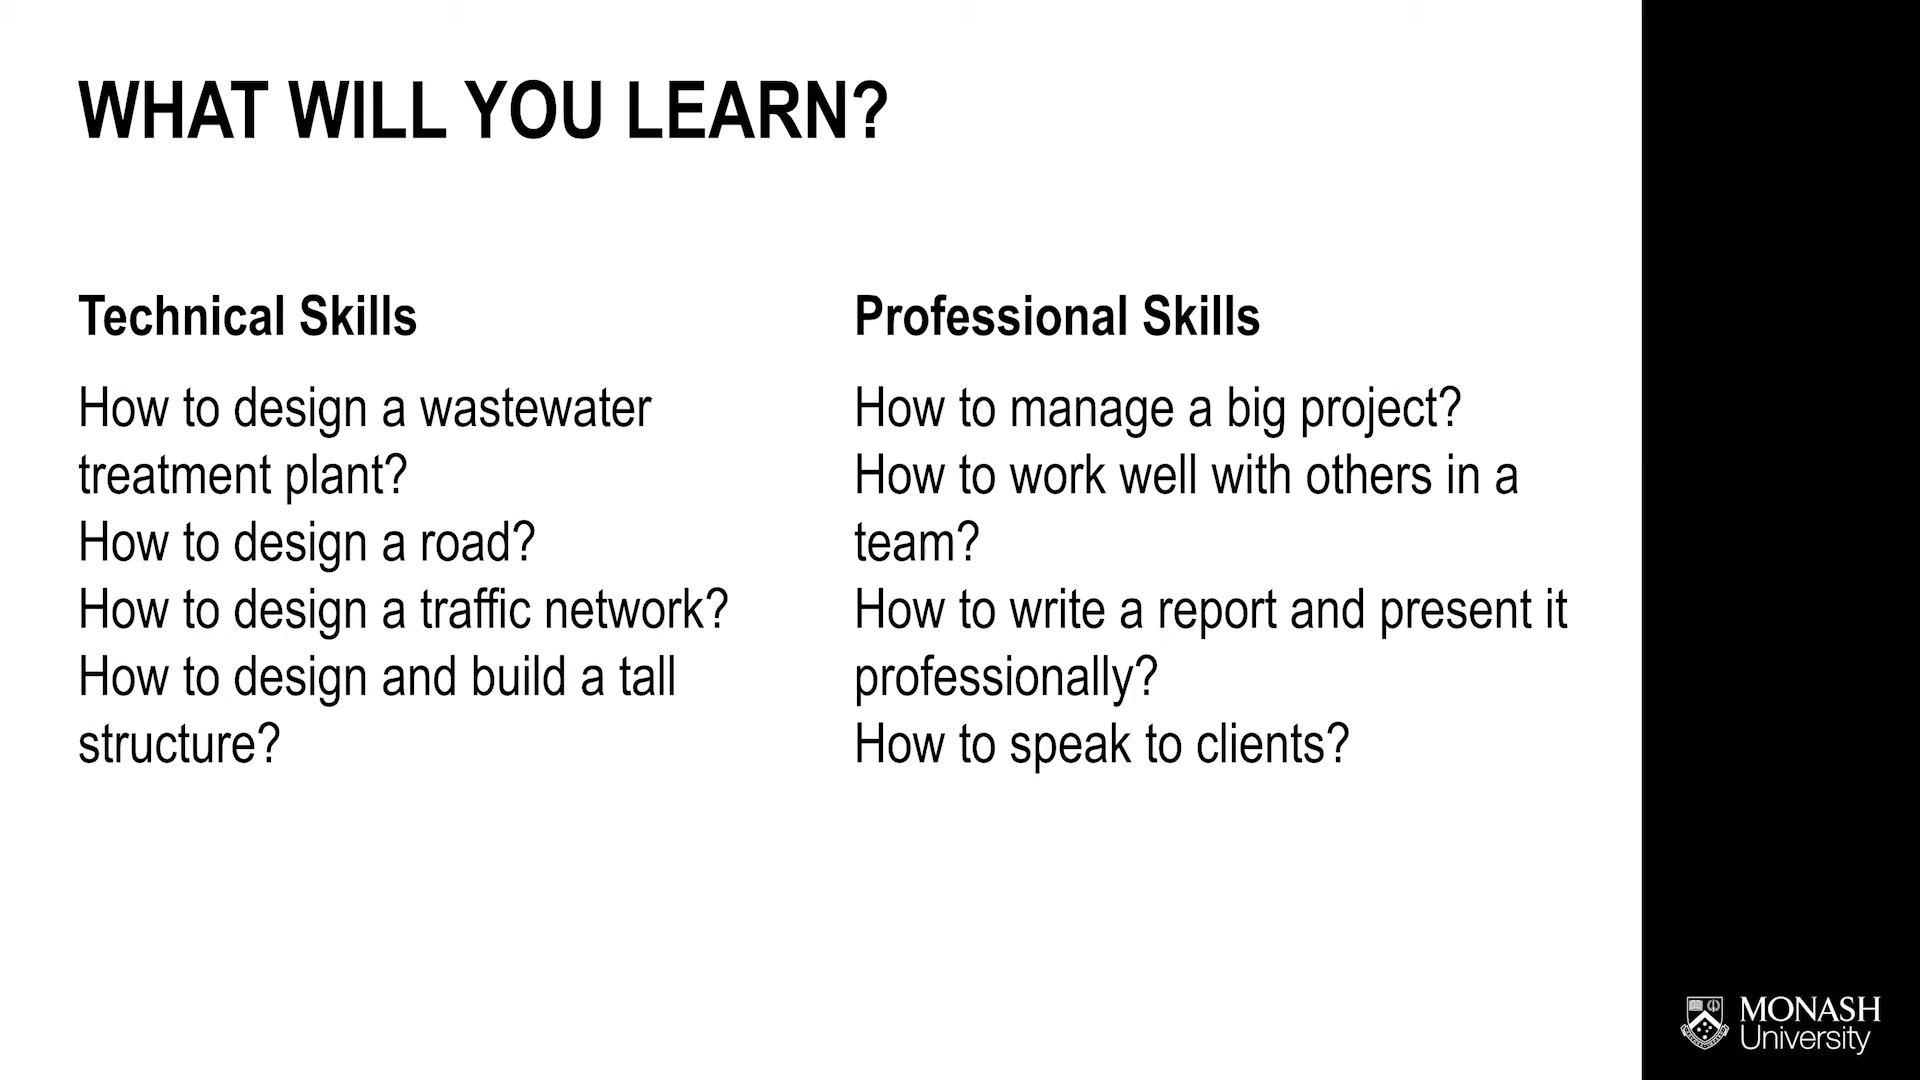 WHAT WILL YOU LEARN?
Technical Skills
How to design a wastewater
treatment plant?
How to design a road?
How to design a traffic network?
How to design and build a tall
structure?
Professional Skills
How to manage a big project?
How to work well with others in a
team?
How to write a report and present it
professionally?
How to speak to clients?
MONASH
University